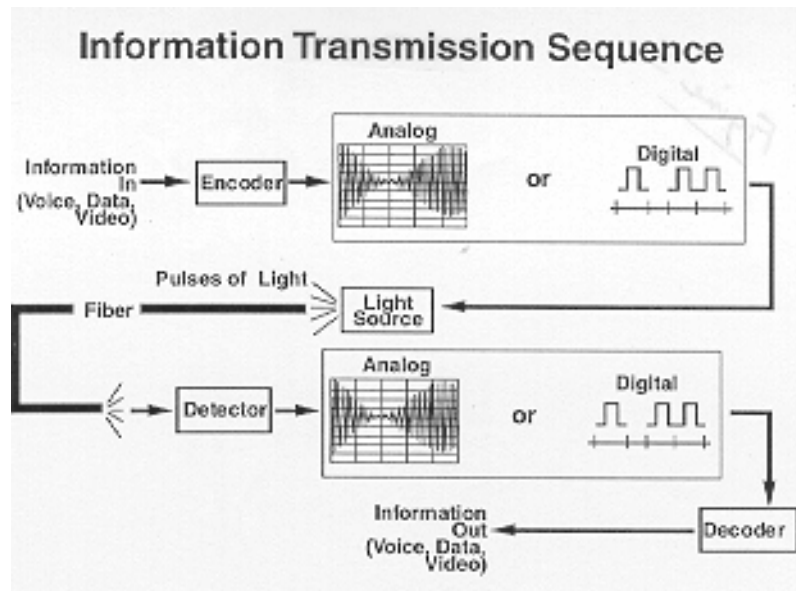 Information Transmission Sequence
Analog
Digital
Information
In
(Voice, Data,
Video)
Encoder
or
Pulses of Light
Fiber
Light
Source
Analog
Digital
Detector
or
Information
Out
(Voice, Data,
Video)
Decoder